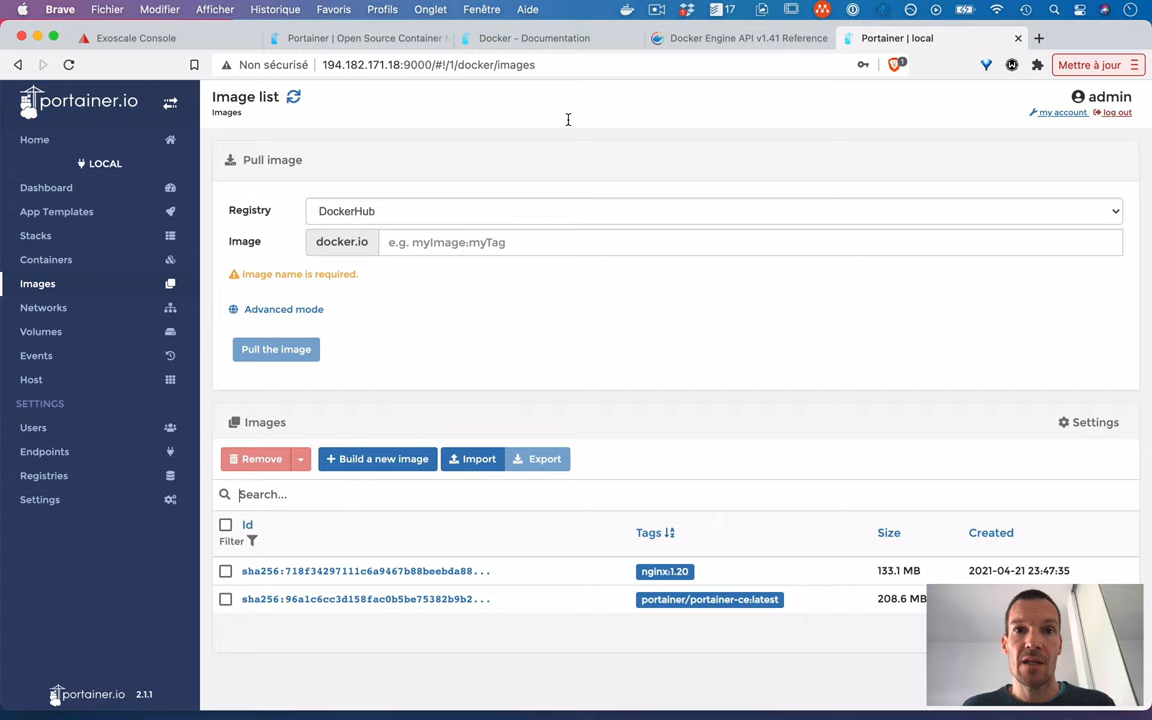 Brave Fichier Modifier Afficher Historique Favoris Profils Onglet Fenêtre Aide 17
Exoscale Console
Portainer | Open Source Container M
Docker - Documentation
Docker Engine API v1.41 Reference
Portainer | local
Non sécurisé 194.182.171.18:9000/#!/1/docker/images 1 Mettre à jour
portainer.io
Home
LOCAL
Dashboard
App Templates
Stacks
Containers
Images
Networks
Volumes
Events
Host
SETTINGS
Users
Endpoints
Registries
Settings
portainer.io 2.1.1
Image list
Images
admin
my account log out
Pull image
Registry DockerHub
Image docker.io e.g. myImage:myTag
Image name is required.
Advanced mode
Pull the image
Images Settings
Remove + Build a new image Import Export
Search...
Id Tags Size Created
Filter
sha256:718f34297111c6a9467b88beebda88... nginx:1.20 133.1 MB 2021-04-21 23:47:35
sha256:96a1c6cc3d158fac0b5be75382b9b2... portainer/portainer-ce:latest 208.6 MB